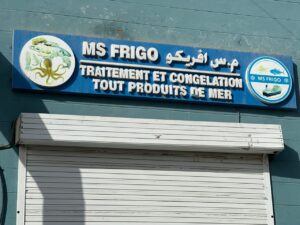 MS FRIGO م.س افريكو
TRAITEMENT ET CONGELATION
TOUT PRODUITS DE MER
MS FRIGO